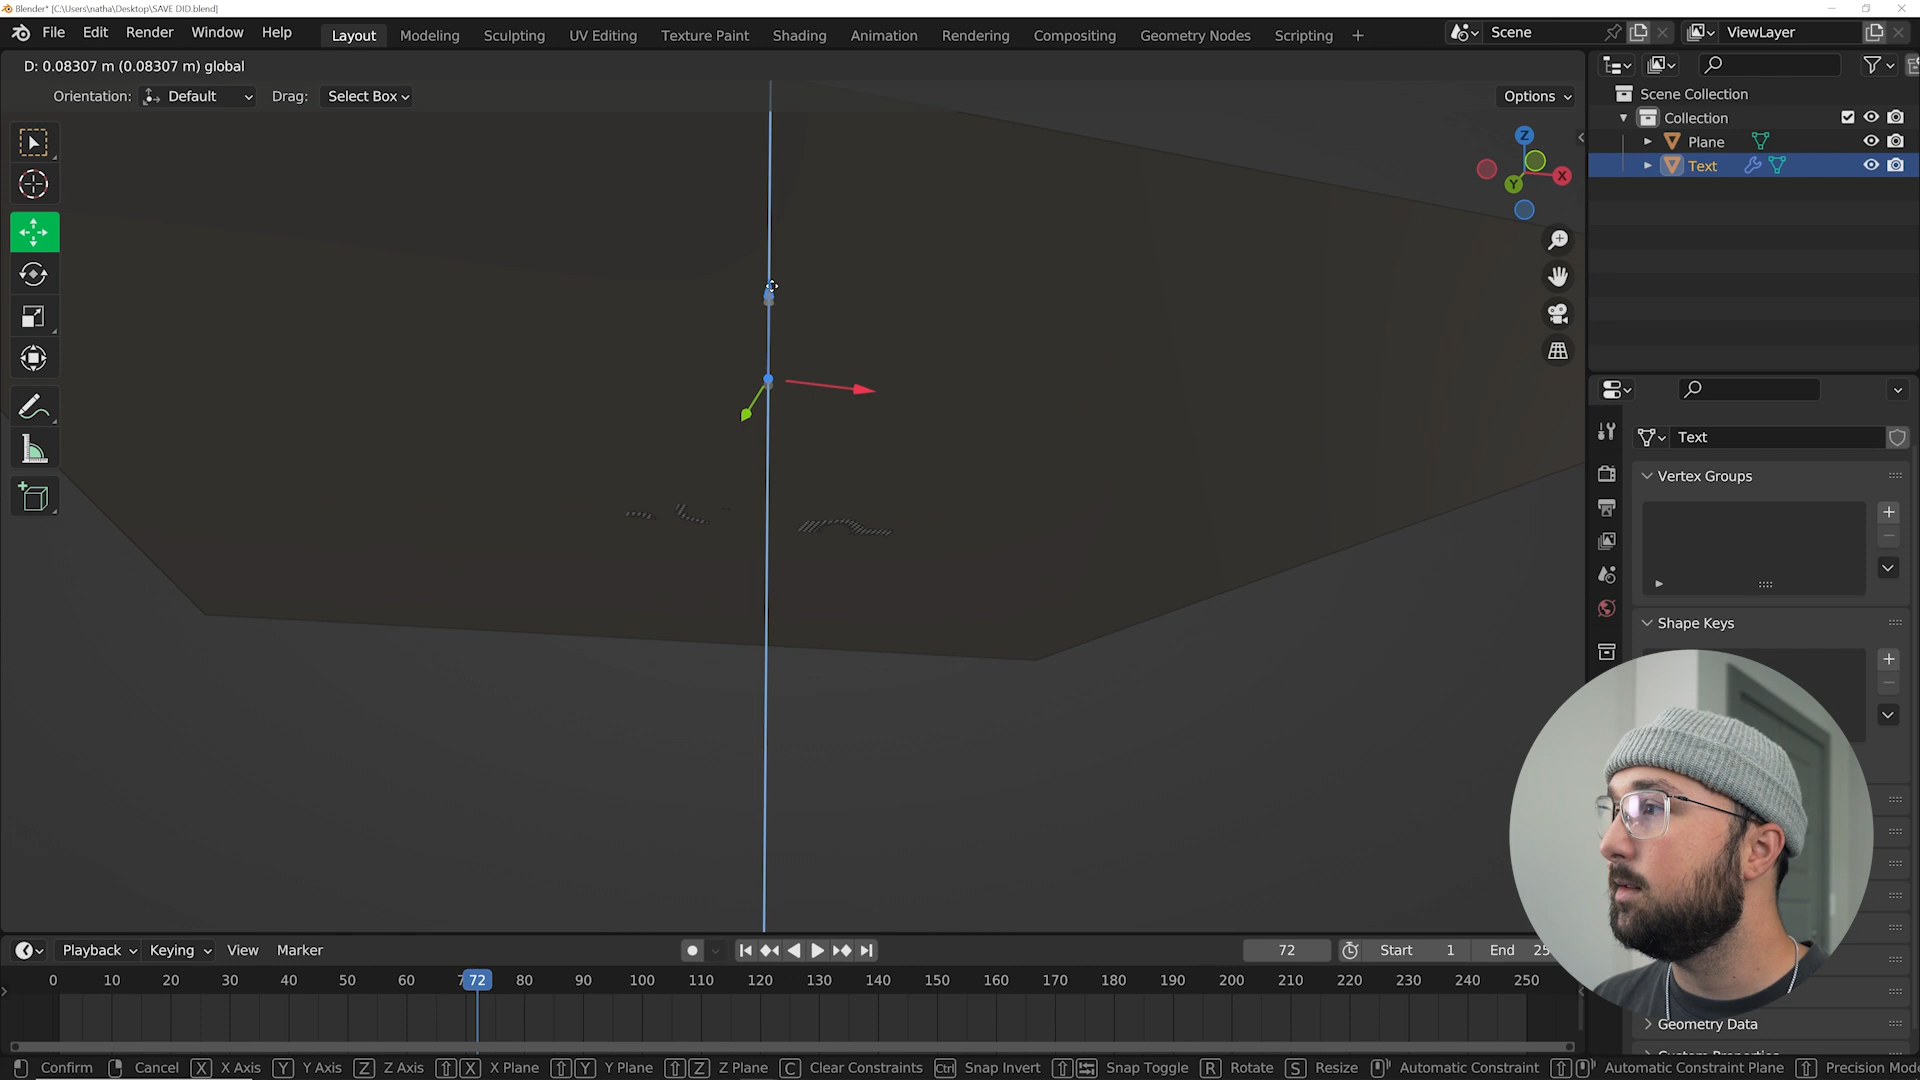 Blender* [C:\Users\natha\Desktop\SAVE DID.blend]
File Edit Render Window Help Layout Modeling Sculpting UV Editing Texture Paint Shading Animation Rendering Compositing Geometry Nodes Scripting + Scene ViewLayer
D: 0.08307 m (0.08307 m) global
Orientation: Default Drag: Select Box Options
Scene Collection
Collection
Plane
Text
Z
X
Y
Text
Vertex Groups
Shape Keys
Geometry Data
Playback Keying View Marker 72 Start 1 End 25
0 10 20 30 40 50 60 72 80 90 100 110 120 130 140 150 160 170 180 190 200 210 220 230 240 250
Confirm Cancel X X Axis Y Y Axis Z Z Axis X X Plane Y Y Plane Z Z Plane C Clear Constraints Ctrl Snap Invert Snap Toggle R Rotate S Resize Automatic Constraint Automatic Constraint Plane Precision Mod